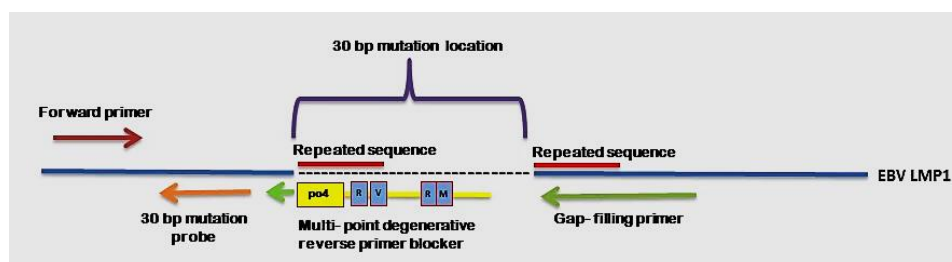 30 bp mutation location
Forward primer
Repeated sequence
Repeated sequence
EBV LMP1
po4
R
V
R
M
30 bp mutation
probe
Multi- point degenerative
reverse primer blocker
Gap- filling primer